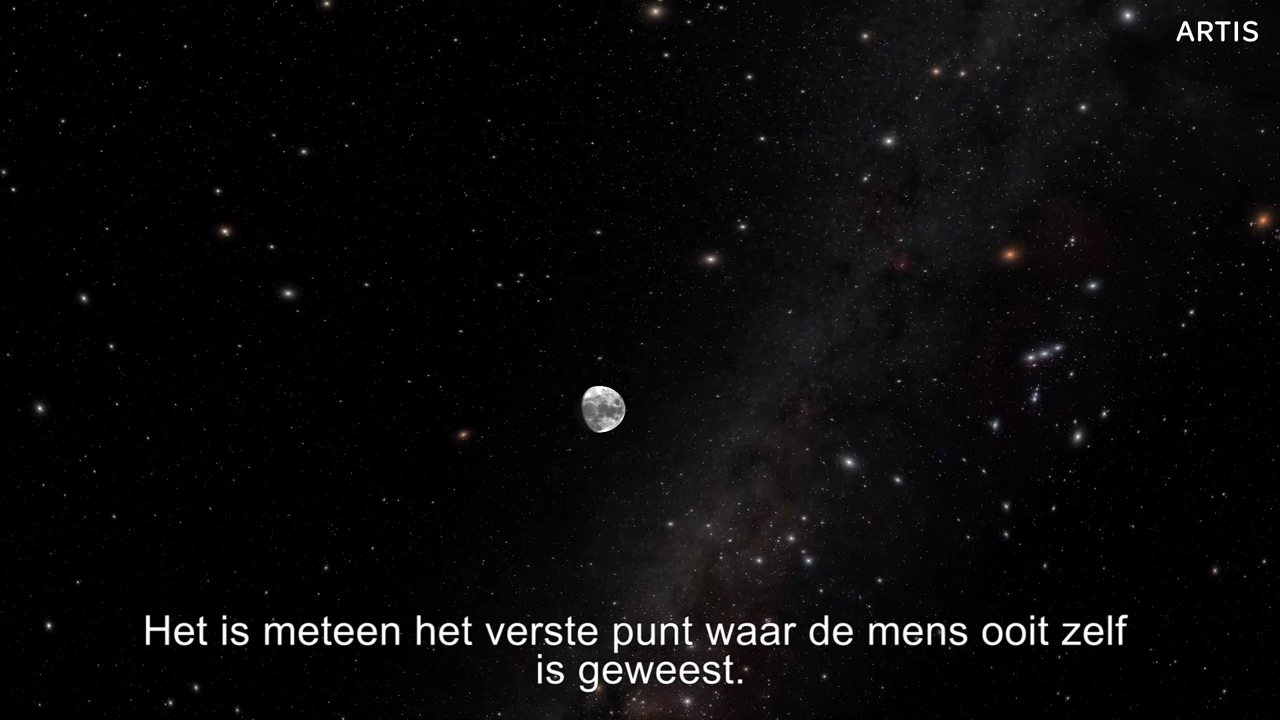 ARTIS
Het is meteen het verste punt waar de mens ooit zelf
is geweest.